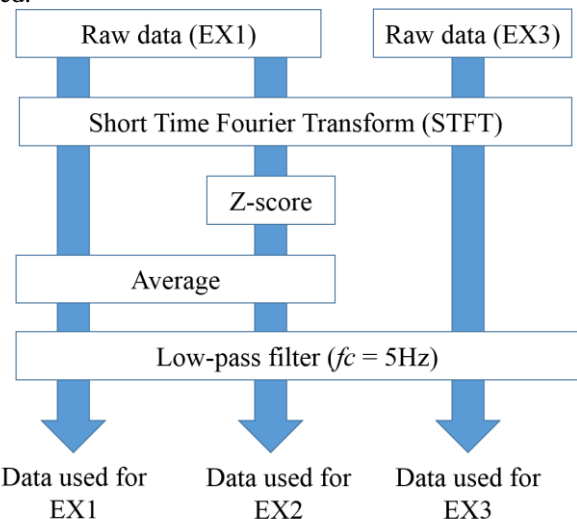 Raw data (EX1)
Raw data (EX3)
Short Time Fourier Transform (STFT)
Z-score
Average
Low-pass filter (fc = 5Hz)
Data used for
EX1
Data used for
EX2
Data used for
EX3